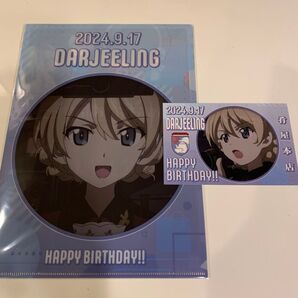 2024.9.17
DARJEELING
HAPPY BIRTHDAY!!
2024.9.17
DARJEELING
HAPPY
BIRTHDAY!!
肴屋本店